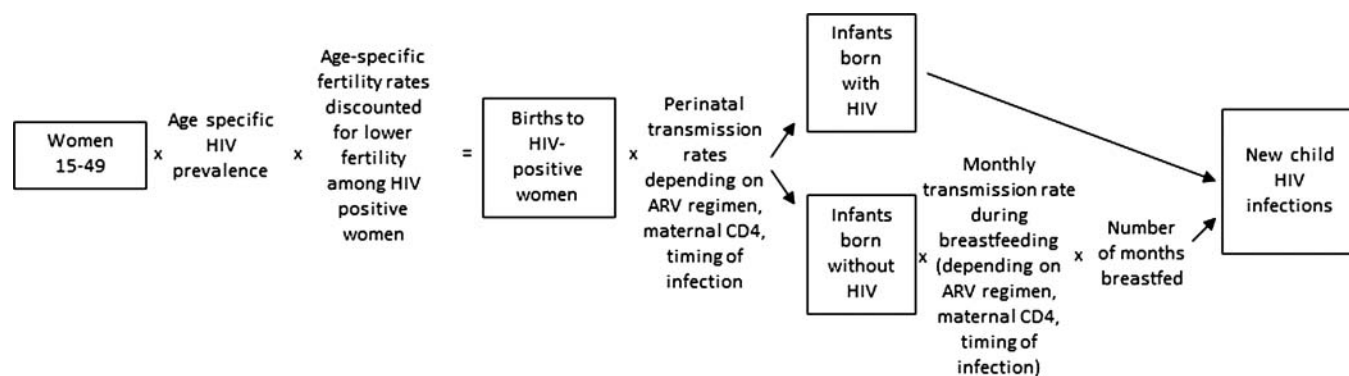 Women
15-49
x
Age specific
HIV
prevalence
x
Age-specific
fertility rates
discounted
for lower
fertility
among HIV
positive
women
=
Births to
HIV-
positive
women
x
Perinatal
transmission
rates
depending on
ARV regimen,
maternal CD4,
timing of
infection
Infants
born
with
HIV
Infants
born
without
HIV
x
Monthly
transmission rate
during
breastfeeding
(depending on
ARV regimen,
maternal CD4,
timing of
infection)
x
Number
of months
breastfed
New child
HIV
infections